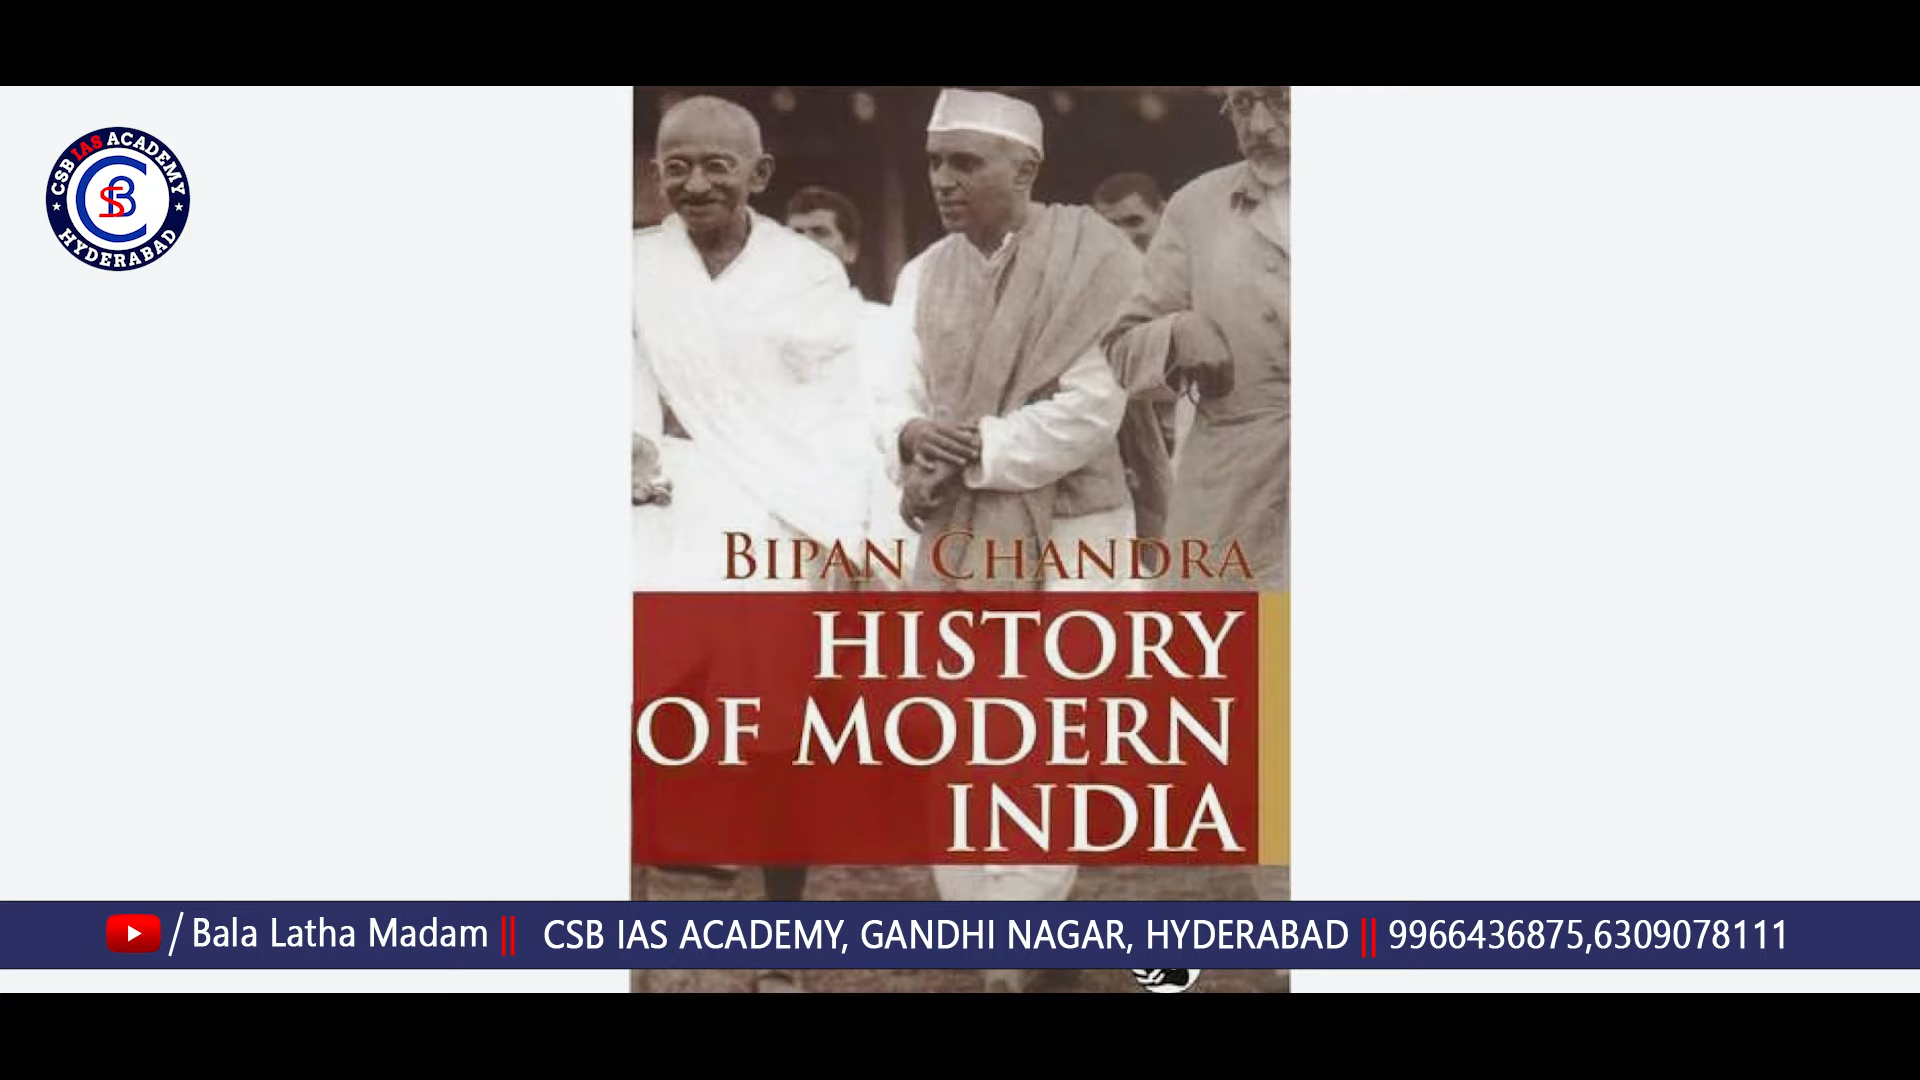 CSB IAS ACADEMY
CSB
HYDERABAD
BIPAN CHANDRA
HISTORY
OF MODERN
INDIA
/Bala Latha Madam || CSB IAS ACADEMY, GANDHI NAGAR, HYDERABAD || 9966436875,6309078111